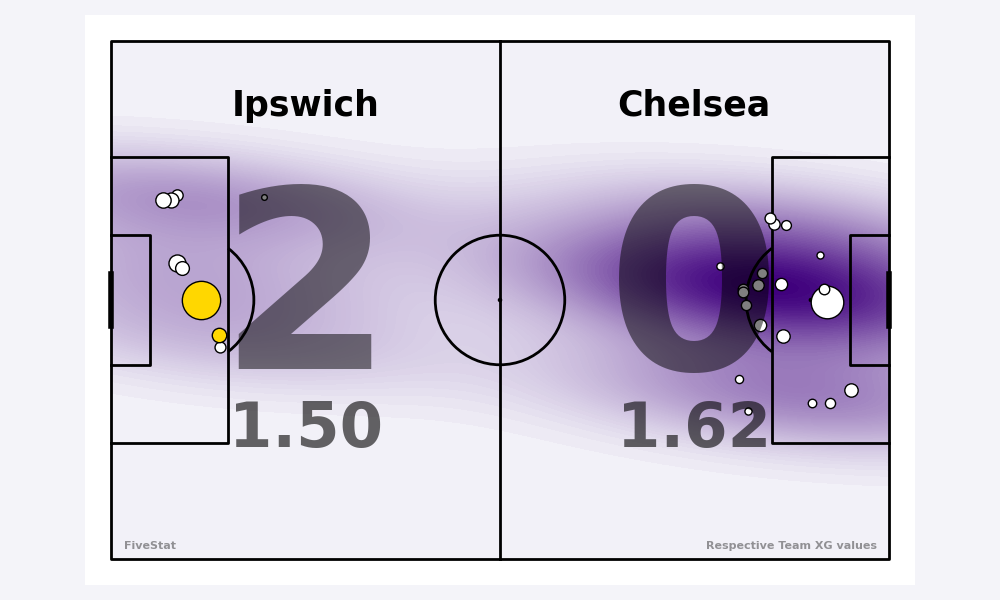 Ipswich
Chelsea
2
0
1.50
1.62
FiveStat
Respective Team XG values